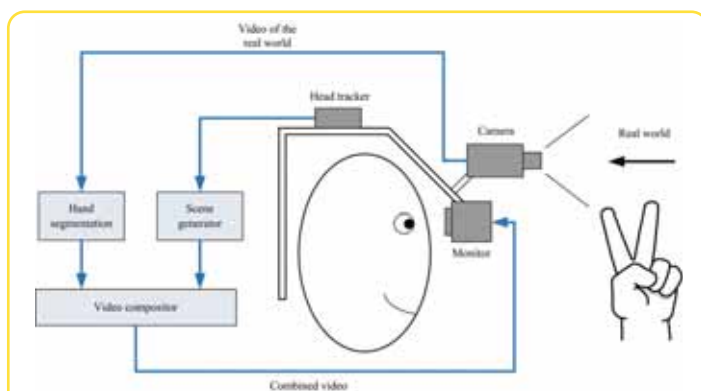 Video of the
real world
Head tracker
Camera
Real world
Hand
segmentation
Scene
generator
Monitor
Video compositor
Combined video